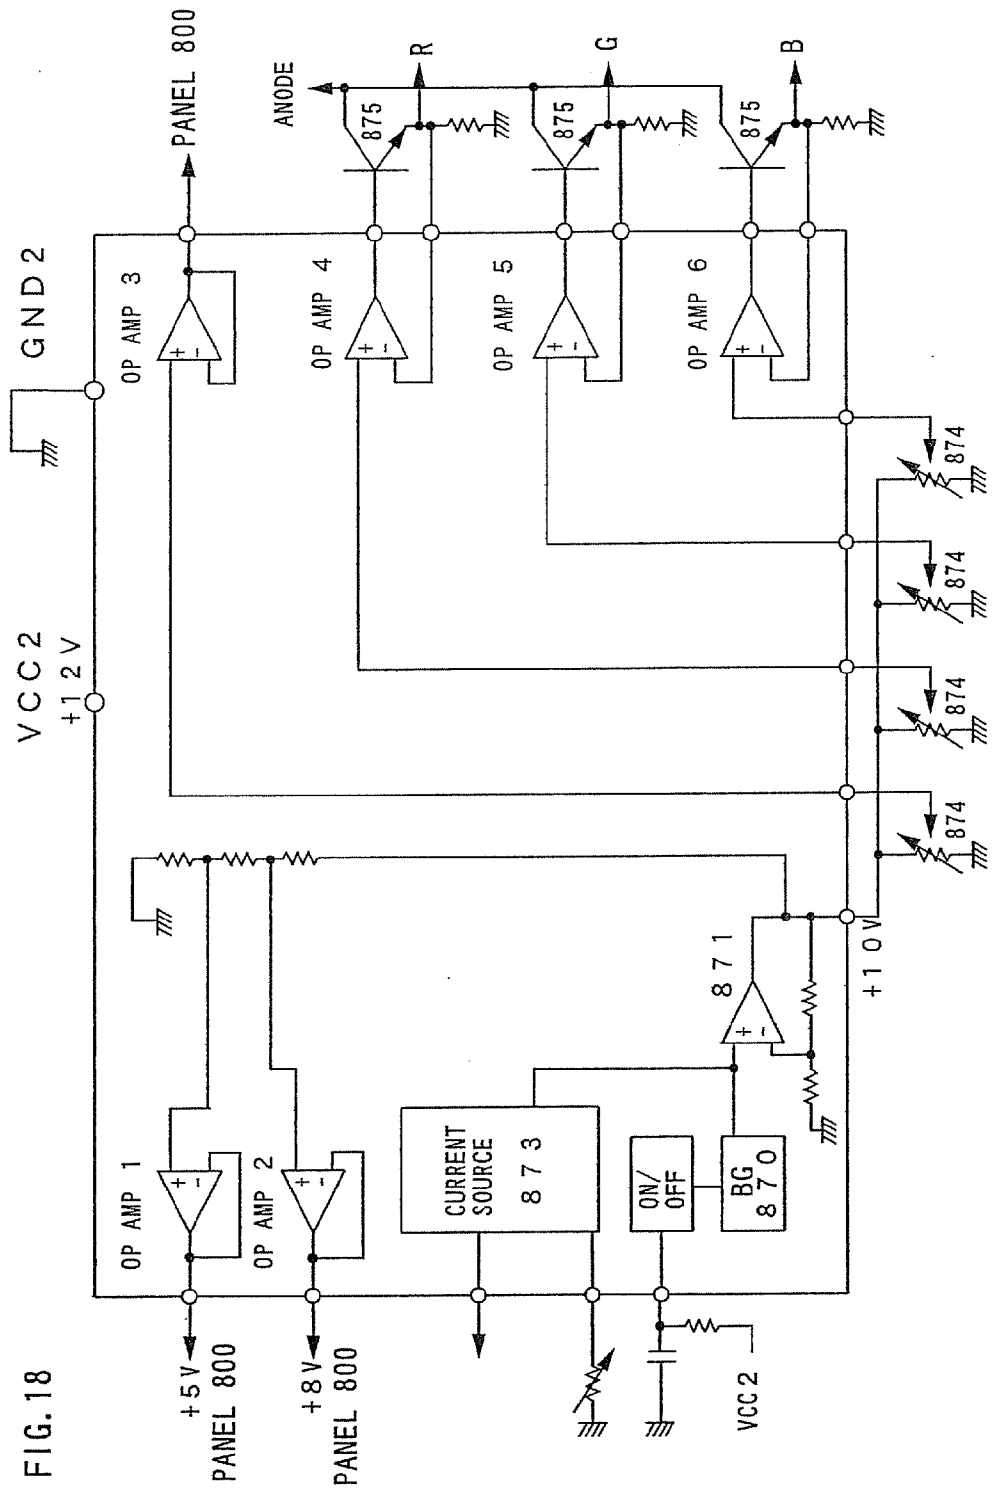 FIG. 18
VCC2
+12V
GND2
+5V
PANEL 800
+8V
PANEL 800
OP AMP 1
+
-
OP AMP 2
+
-
CURRENT
SOURCE
873
ON/
OFF
BG
870
VCC2
871
+
-
+10V
OP AMP 3
+
-
PANEL 800
OP AMP 4
+
-
ANODE
875
R
OP AMP 5
+
-
875
G
OP AMP 6
+
-
875
B
874
874
874
874